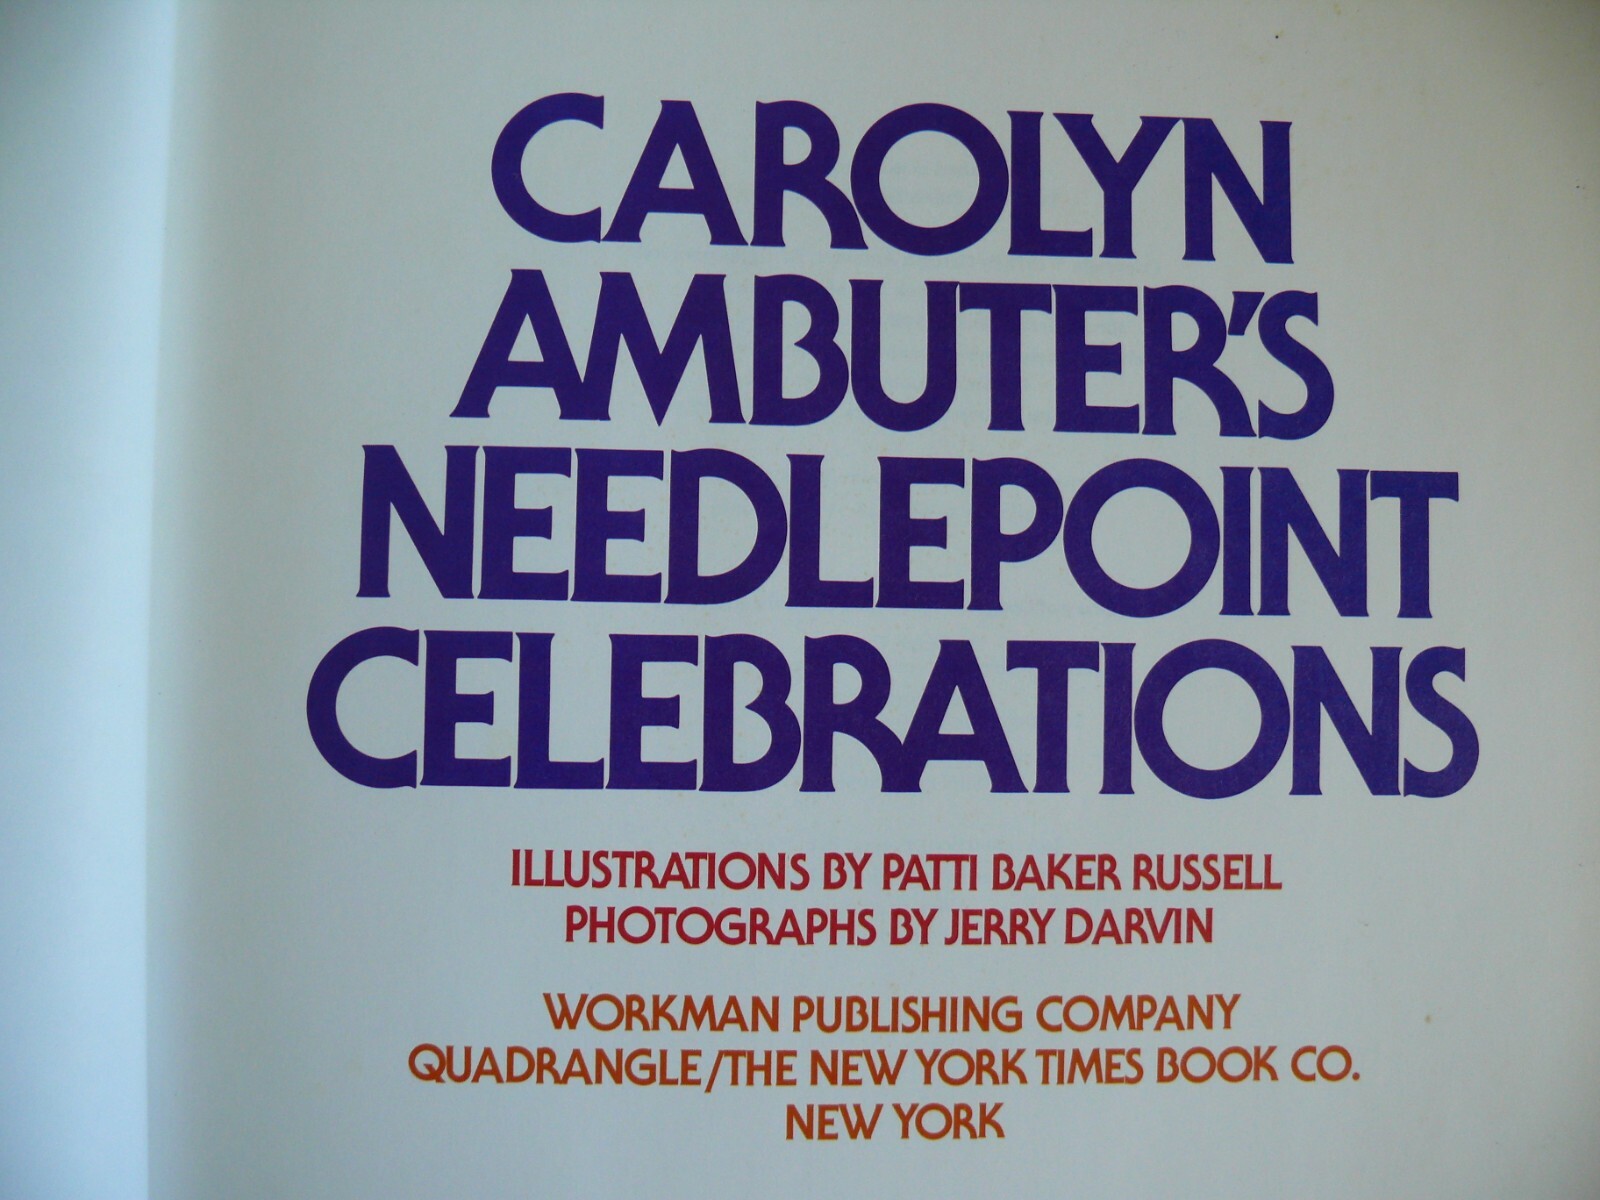 CAROLYN
AMBUTER'S
NEEDLEPOINT
CELEBRATIONS
ILLUSTRATIONS BY PATTI BAKER RUSSELL
PHOTOGRAPHS BY JERRY DARVIN
WORKMAN PUBLISHING COMPANY
QUADRANGLE/THE NEW YORK TIMES BOOK CO.
NEW YORK